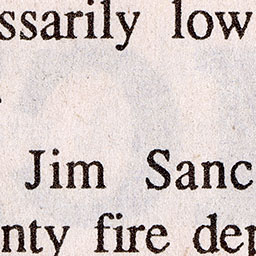 ssarily low
.
Jim Sanc
nty fire dep